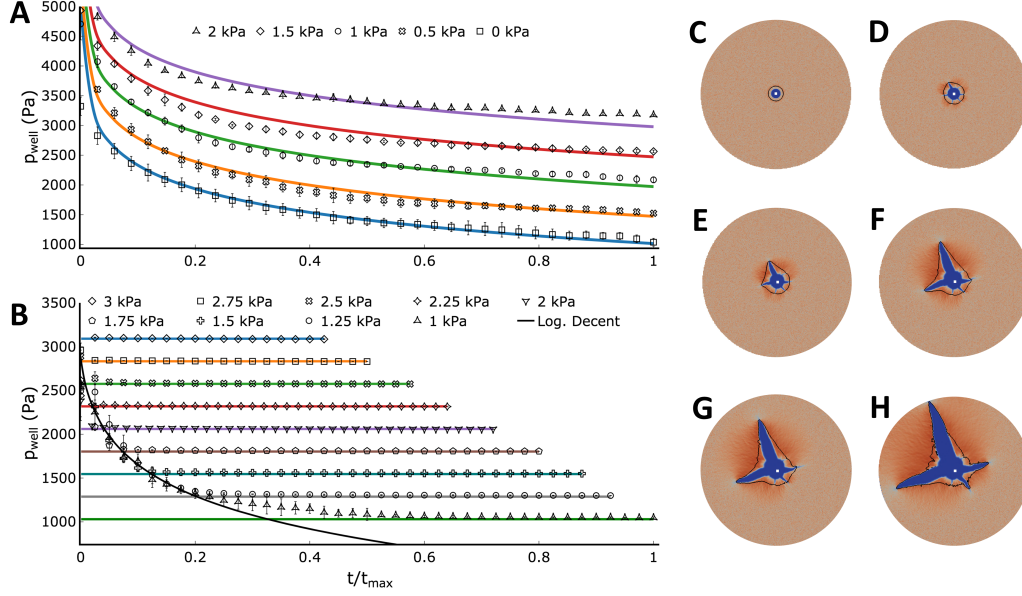 A
5000
4500
4000
3500
3000
2500
2000
1500
1000
p_well (Pa)
2 kPa 1.5 kPa 1 kPa 0.5 kPa 0 kPa
0 0.2 0.4 0.6 0.8 1
B
3500
3000
2500
2000
1500
1000
p_well (Pa)
3 kPa 2.75 kPa 2.5 kPa 2.25 kPa 2 kPa
1.75 kPa 1.5 kPa 1.25 kPa 1 kPa Log. Decent
0 0.2 0.4 0.6 0.8 1
t/t_max
C
D
E
F
G
H